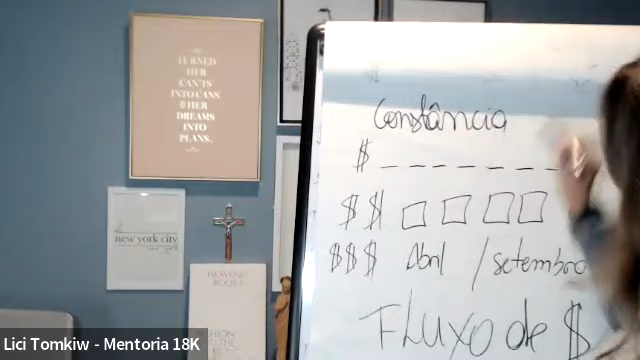 TURNED
HER
CAN'TS
INTO CANS
& HER
DREAMS
INTO
PLANS.
new york city
HEAVENLY
BODIES
Constância
$ _ _ _ _ _ _
$$ □ □ □ □
$$$ Abril / setembro
Fluxo de $
Lici Tomkiw - Mentoria 18K